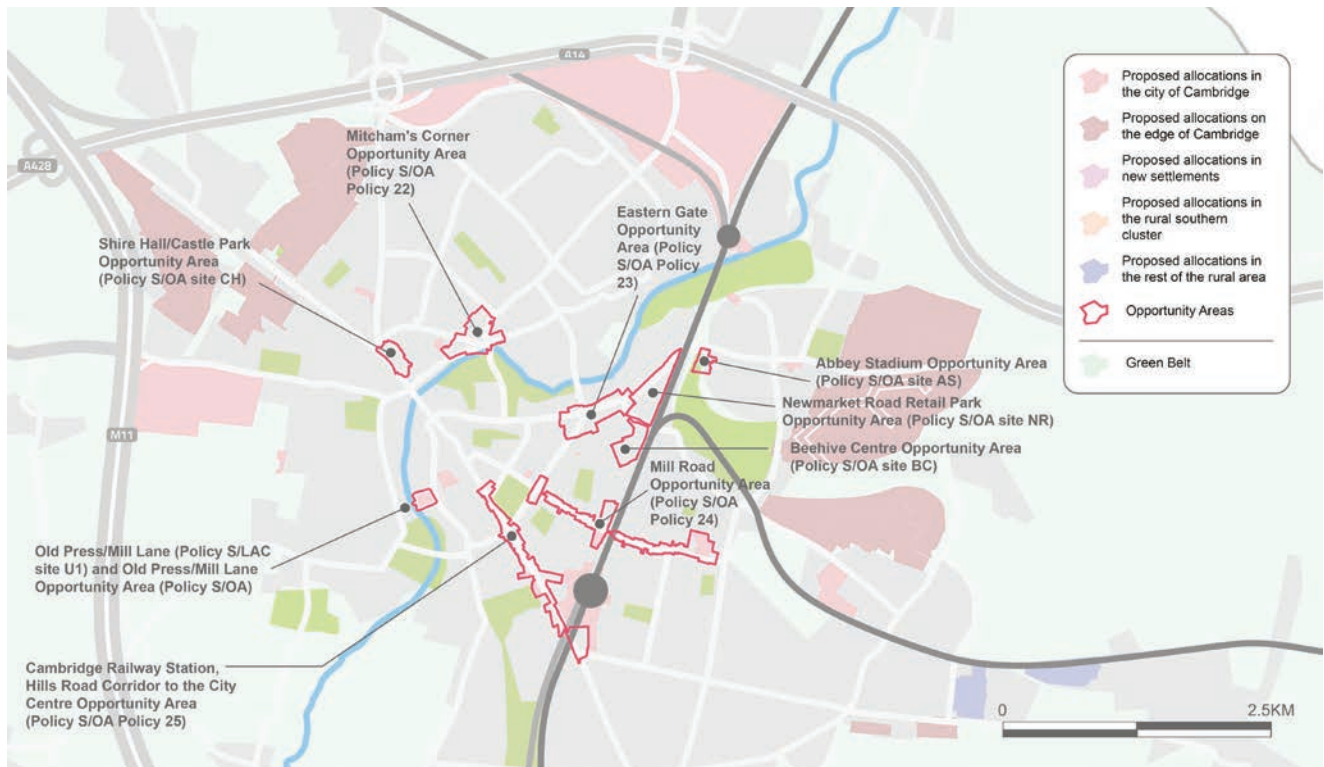 A14
A428
M11
Mitcham's Corner
Opportunity Area
(Policy S/OA
Policy 22)
Eastern Gate
Opportunity
Area (Policy
S/OA Policy
23)
Shire Hall/Castle Park
Opportunity Area
(Policy S/OA site CH)
Abbey Stadium Opportunity Area
(Policy S/OA site AS)
Newmarket Road Retail Park
Opportunity Area (Policy S/OA site NR)
Beehive Centre Opportunity Area
(Policy S/OA site BC)
Mill Road
Opportunity Area
(Policy S/OA
Policy 24)
Old Press/Mill Lane (Policy S/LAC
site U1) and Old Press/Mill Lane
Opportunity Area (Policy S/OA)
Cambridge Railway Station,
Hills Road Corridor to the City
Centre Opportunity Area
(Policy S/OA Policy 25)
Proposed allocations in
the city of Cambridge
Proposed allocations on
the edge of Cambridge
Proposed allocations in
new settlements
Proposed allocations in
the rural southern
cluster
Proposed allocations in
the rest of the rural area
Opportunity Areas
Green Belt
0
2.5KM